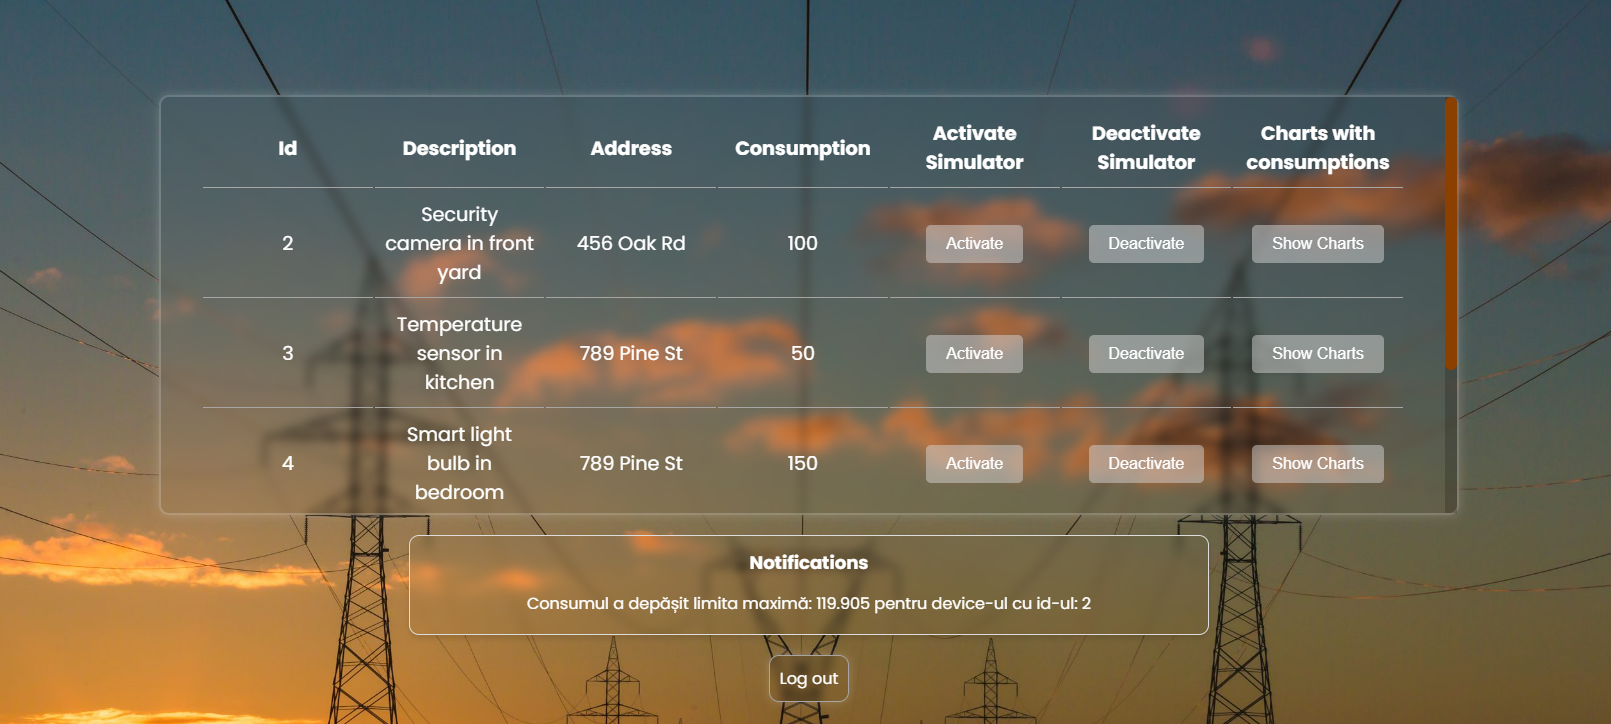 Id Description Address Consumption Activate Simulator Deactivate Simulator Charts with consumptions
2 Security camera in front yard 456 Oak Rd 100 Activate Deactivate Show Charts
3 Temperature sensor in kitchen 789 Pine St 50 Activate Deactivate Show Charts
4 Smart light bulb in bedroom 789 Pine St 150 Activate Deactivate Show Charts
Notifications
Consumul a depășit limita maximă: 119.905 pentru device-ul cu id-ul: 2
Log out